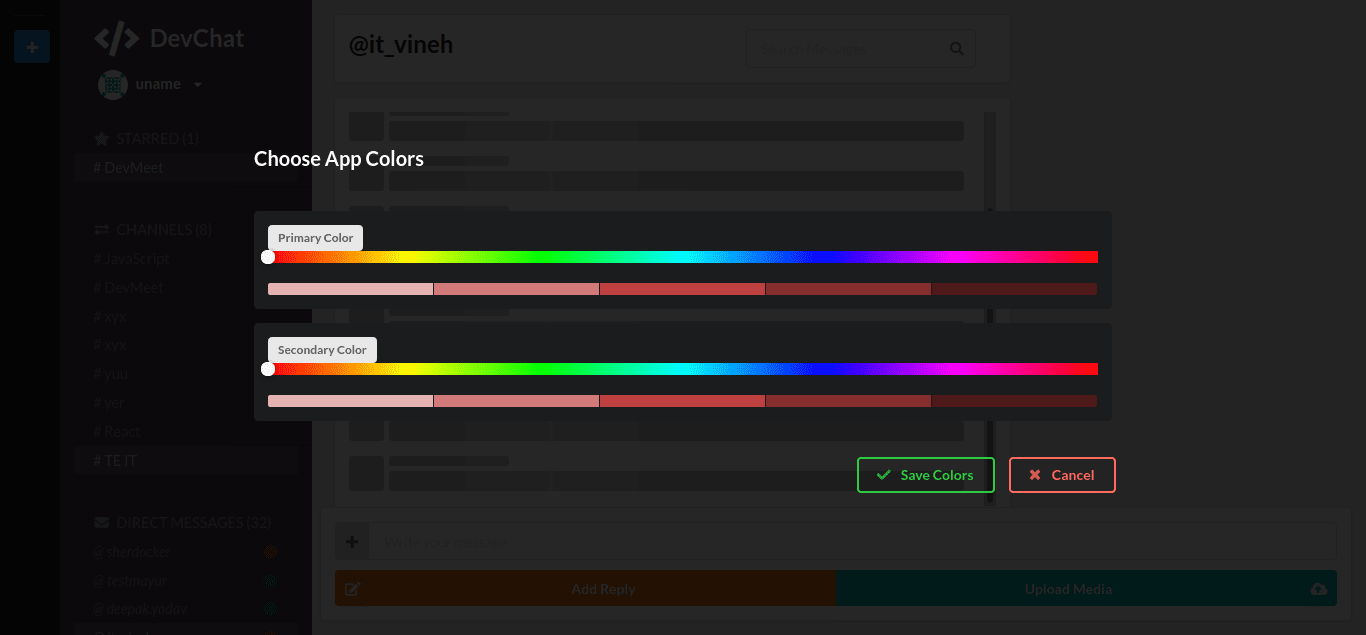 DevChat
uname
STARRED (1)
# DevMeet
CHANNELS (8)
# JavaScript
# DevMeet
# xyx
# xyx
# yuu
# yer
# React
# TE IT
DIRECT MESSAGES (32)
@ sherdocker
@ testmayur
@ deepak.yadav
@it_vineh
Search Messages
Choose App Colors
Primary Color
Secondary Color
Save Colors
Cancel
Write your message
Add Reply
Upload Media